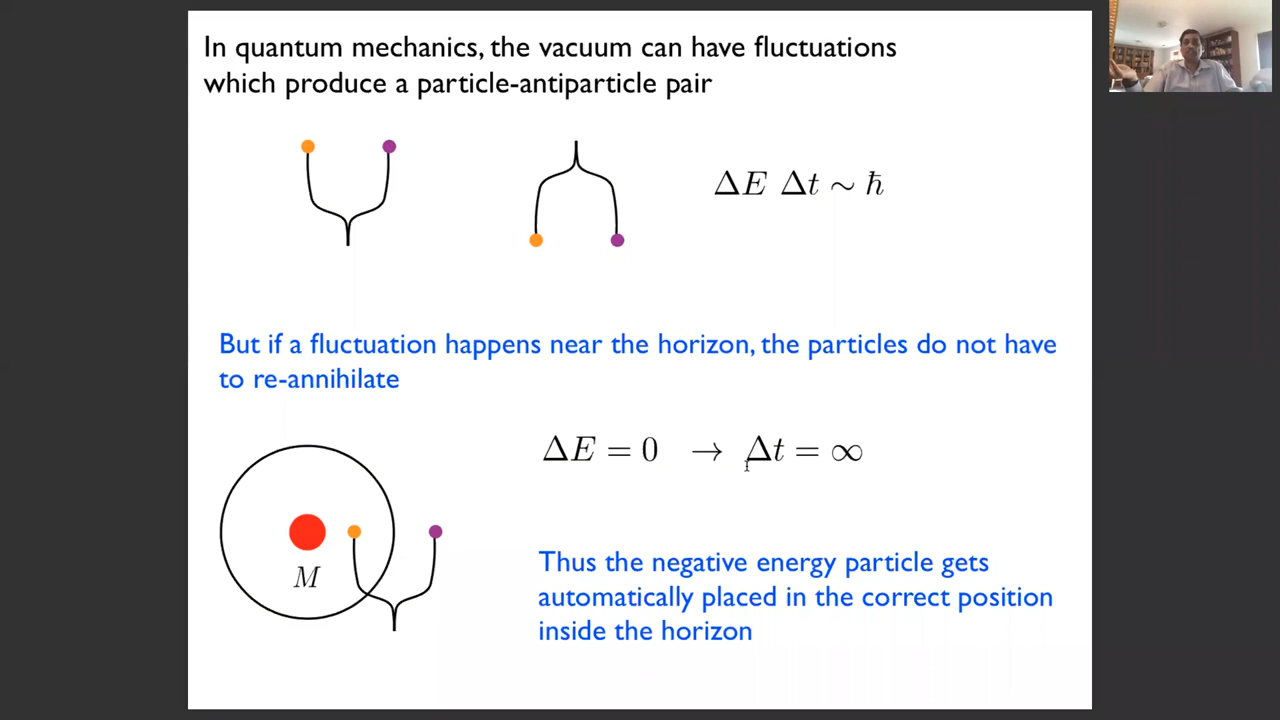 In quantum mechanics, the vacuum can have fluctuations
which produce a particle-antiparticle pair
ΔE Δt ∼ ħ
But if a fluctuation happens near the horizon, the particles do not have
to re-annihilate
ΔE = 0 → Δt = ∞
M
Thus the negative energy particle gets
automatically placed in the correct position
inside the horizon